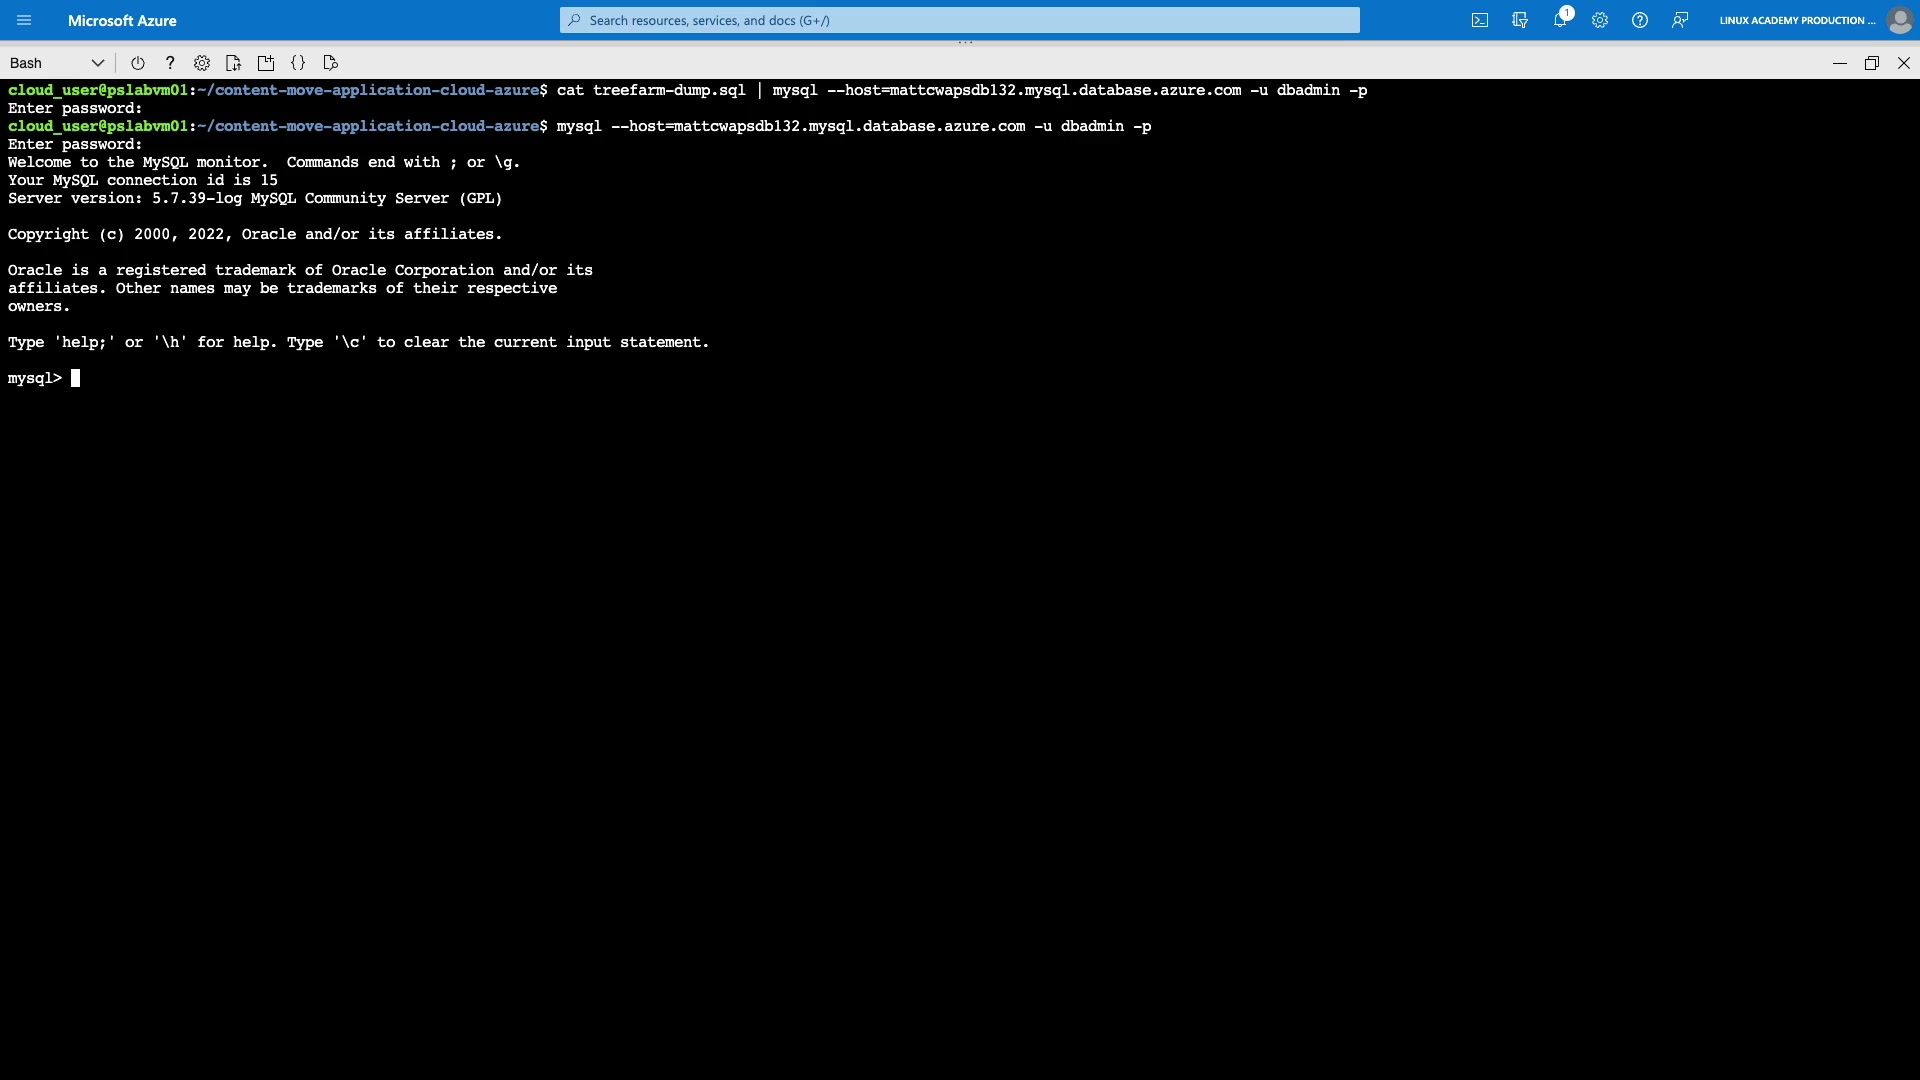 Microsoft Azure
Search resources, services, and docs (G+/)
1
LINUX ACADEMY PRODUCTION ...
Bash
cloud_user@pslabvm01:~/content-move-application-cloud-azure$ cat treefarm-dump.sql | mysql --host=mattcwapsdb132.mysql.database.azure.com -u dbadmin -p
Enter password:
cloud_user@pslabvm01:~/content-move-application-cloud-azure$ mysql --host=mattcwapsdb132.mysql.database.azure.com -u dbadmin -p
Enter password:
Welcome to the MySQL monitor.  Commands end with ; or \g.
Your MySQL connection id is 15
Server version: 5.7.39-log MySQL Community Server (GPL)
Copyright (c) 2000, 2022, Oracle and/or its affiliates.
Oracle is a registered trademark of Oracle Corporation and/or its
affiliates. Other names may be trademarks of their respective
owners.
Type 'help;' or '\h' for help. Type '\c' to clear the current input statement.
mysql>